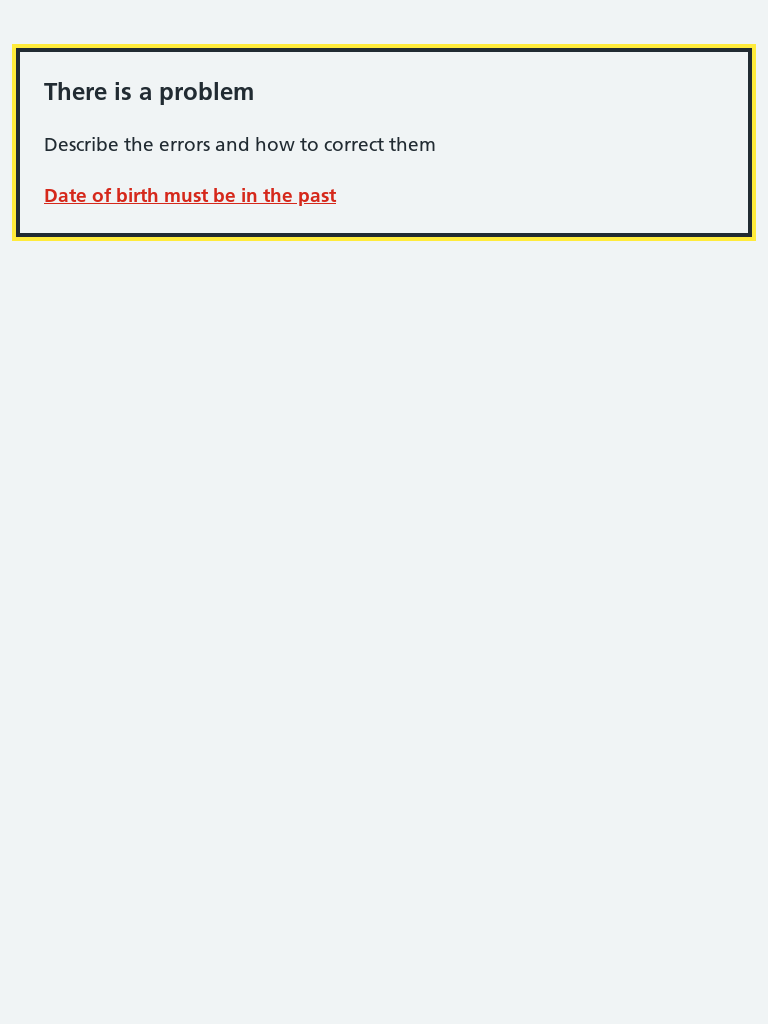 There is a problem
Describe the errors and how to correct them
Date of birth must be in the past